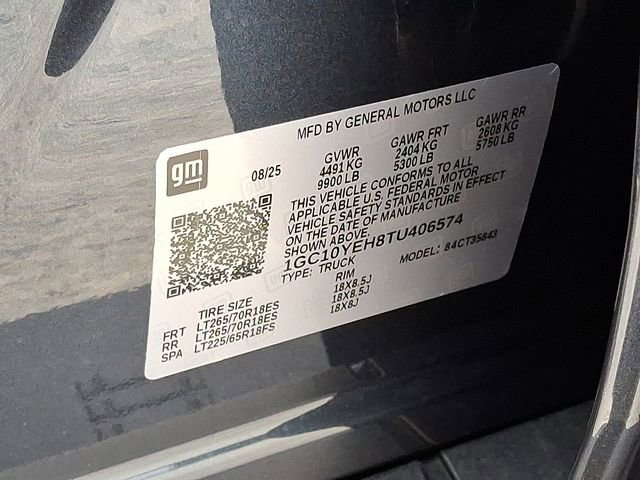 MFD BY GENERAL MOTORS LLC
gm
08/25 GVWR GAWR FRT GAWR RR
4491 KG 2404 KG 2608 KG
9900 LB 5300 LB 5750 LB
THIS VEHICLE CONFORMS TO ALL
APPLICABLE U.S. FEDERAL MOTOR
VEHICLE SAFETY STANDARDS IN EFFECT
ON THE DATE OF MANUFACTURE
SHOWN ABOVE.
1GC10YEH8TU406574
TYPE: TRUCK MODEL: 84CT35843
TIRE SIZE RIM
FRT LT265/70R18ES 18X8.5J
RR LT265/70R18ES 18X8.5J
SPA LT225/65R18FS 18X8J